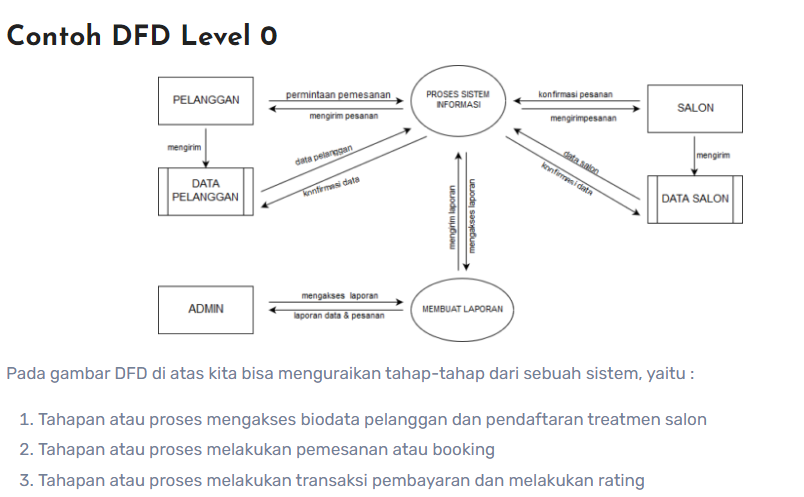 Contoh DFD Level 0
PELANGGAN
permintaan pemesanan
mengirim pesanan
PROSES SISTEM
INFORMASI
konfirmasi pesanan
mengirimpesanan
SALON
mengirim
data pelanggan
konfirmasi data
data salon
konfirmasi data
mengirim
DATA
PELANGGAN
DATA SALON
mengirim laporan
mengakses laporan
ADMIN
mengakses laporan
laporan data & pesanan
MEMBUAT LAPORAN
Pada gambar DFD di atas kita bisa menguraikan tahap-tahap dari sebuah sistem, yaitu :
1. Tahapan atau proses mengakses biodata pelanggan dan pendaftaran treatmen salon
2. Tahapan atau proses melakukan pemesanan atau booking
3. Tahapan atau proses melakukan transaksi pembayaran dan melakukan rating